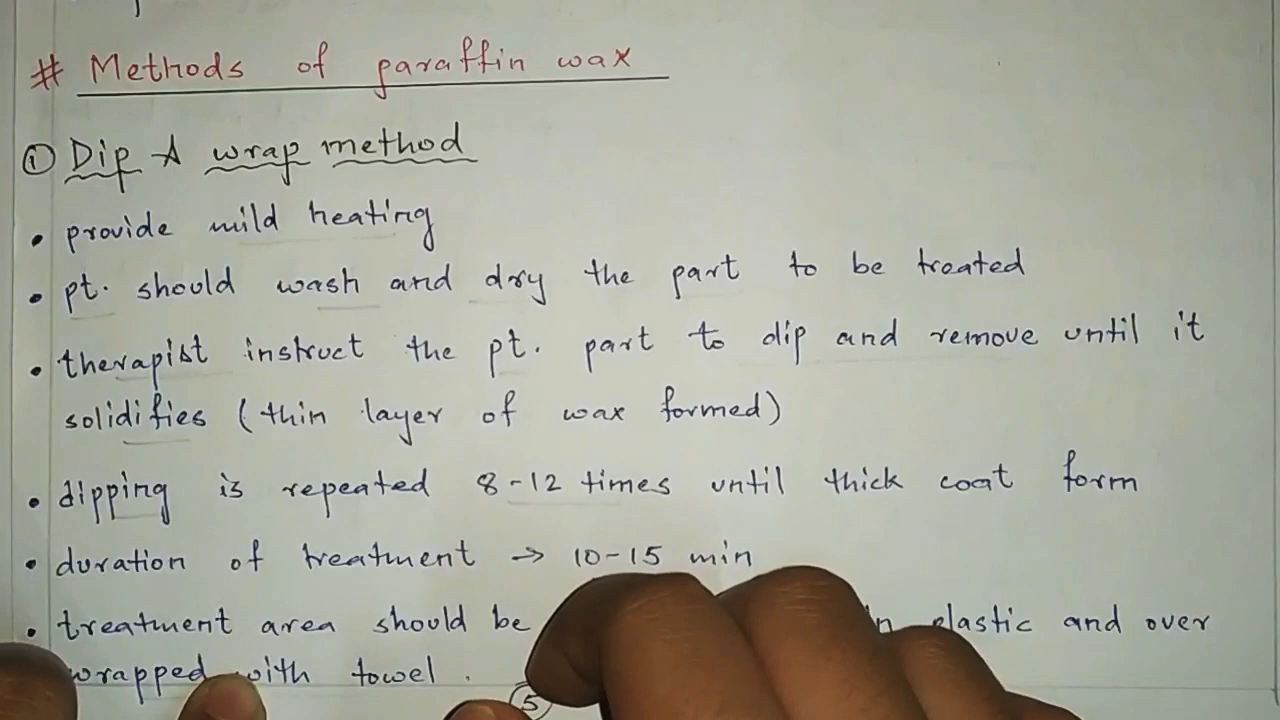 # Methods of paraffin wax
① Dip & wrap method
• provide mild heating
• pt. should wash and dry the part to be treated
• therapist instruct the pt. part to dip and remove until it
solidifies (thin layer of wax formed)
• dipping is repeated 8-12 times until thick coat form
• duration of treatment → 10-15 min
• treatment area should be plastic and over
wrapped with towel.
5